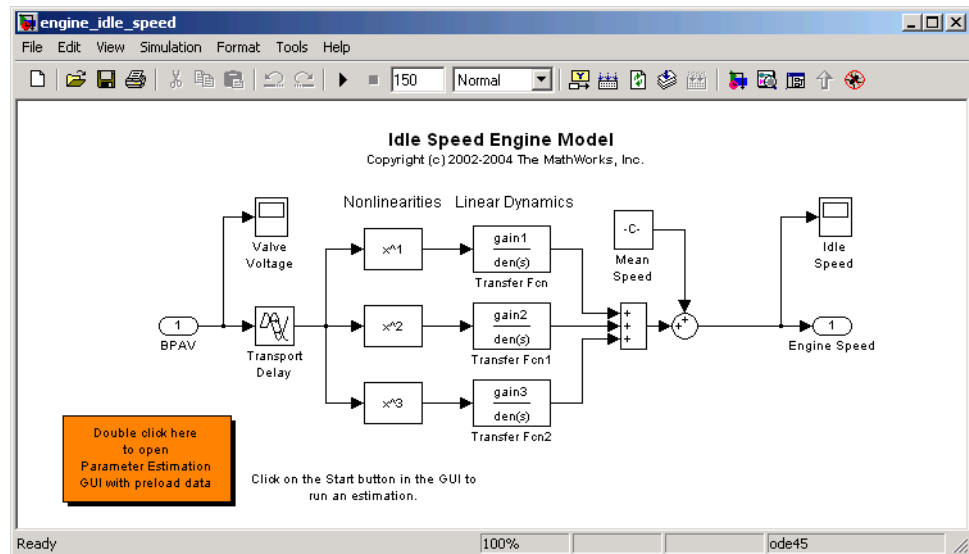 engine_idle_speed
File Edit View Simulation Format Tools Help
150 Normal
Idle Speed Engine Model
Copyright (c) 2002-2004 The MathWorks, Inc.
Nonlinearities Linear Dynamics
Valve
Voltage
x^1
gain1
den(s)
Transfer Fcn
-C-
Mean
Speed
Idle
Speed
1
BPAV
Transport
Delay
x^2
gain2
den(s)
Transfer Fcn1
+
+
+
+
+
1
Engine Speed
x^3
gain3
den(s)
Transfer Fcn2
Double click here
to open
Parameter Estimation
GUI with preload data
Click on the Start button in the GUI to
run an estimation.
Ready 100% ode45